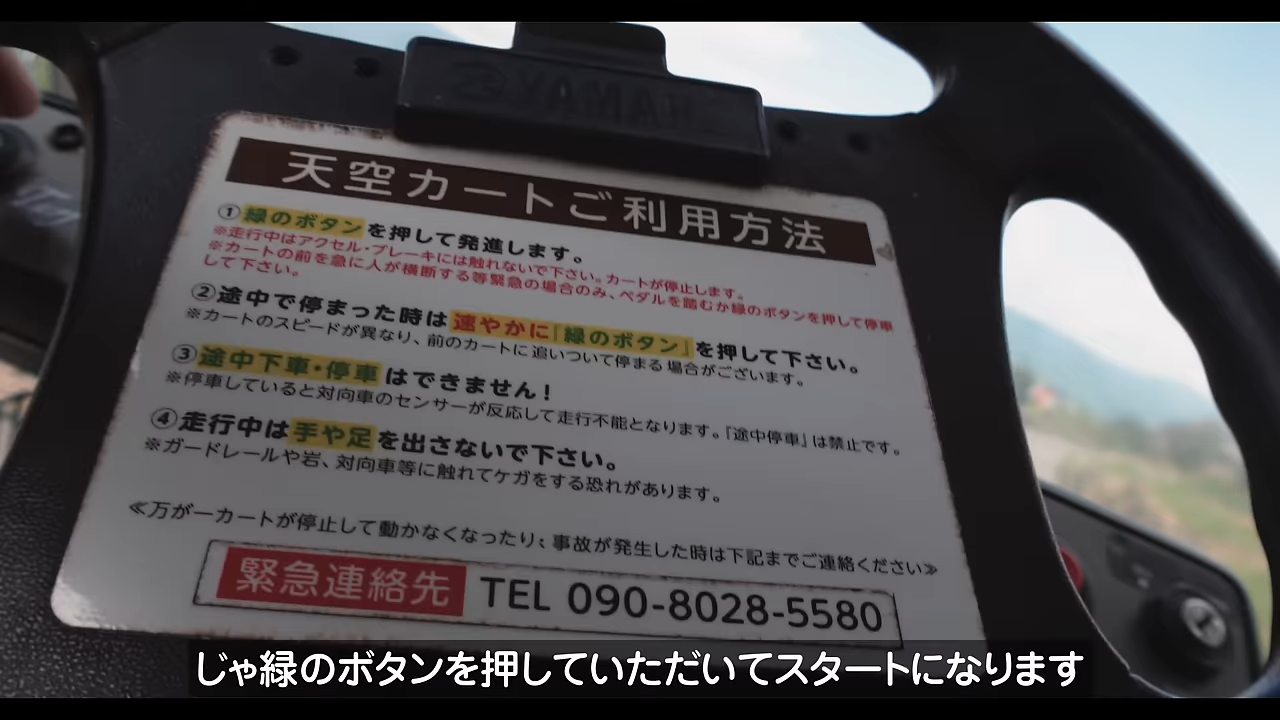 YAMAH
天空カートご利用方法
①緑のボタンを押して発進します。
※走行中はアクセル・ブレーキには触れないで下さい。カートが停止します。
※カートの前を急に人が横断する等緊急の場合のみ、ペダルを踏むか緑のボタンを押して停車
して下さい。
②途中で停まった時は速やかに『緑のボタン』を押して下さい。
※カートのスピードが異なり、前のカートに追いついて停まる場合がございます。
③途中下車・停車はできません！
※停車していると対向車のセンサーが反応して走行不能となります。『途中停車』は禁止です。
④走行中は手や足を出さないで下さい。
※ガードレールや岩、対向車等に触れてケガをする恐れがあります。
≪万が一カートが停止して動かなくなったり、事故が発生した時は下記までご連絡ください≫
緊急連絡先 TEL 090-8028-5580
じゃ緑のボタンを押していただいてスタートになります